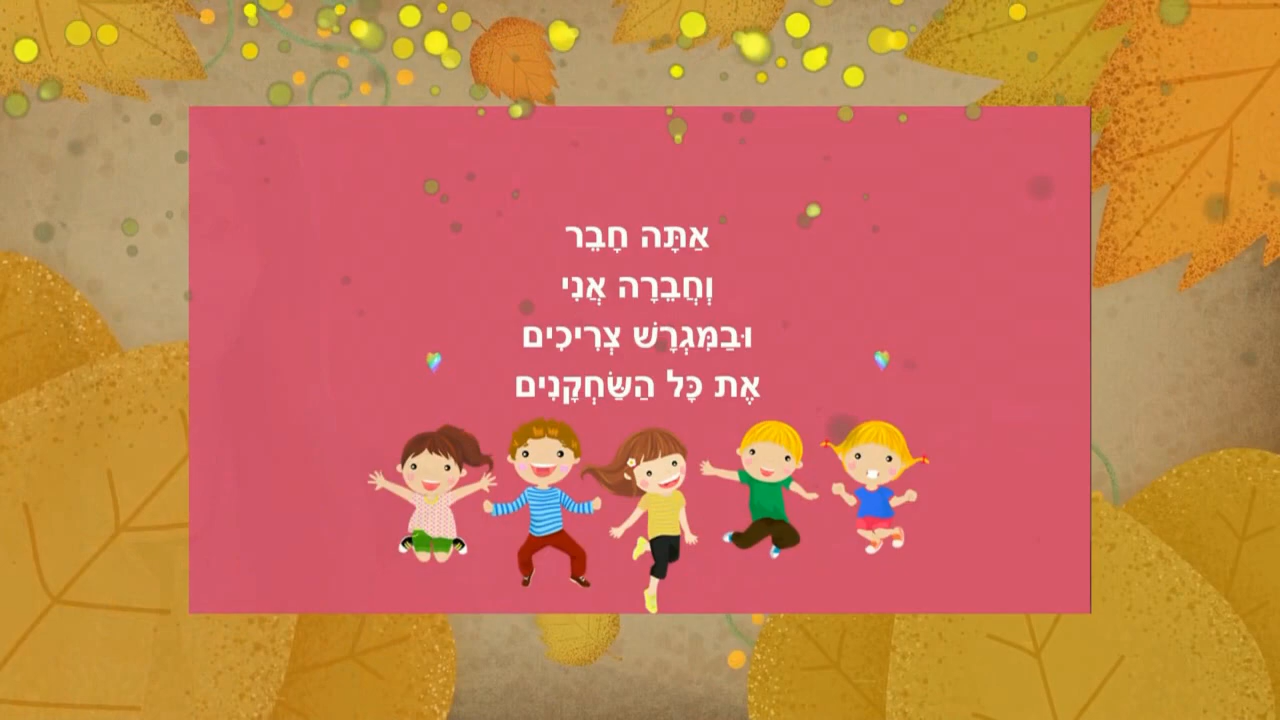 אַתָּה חָבֵר
וְחֲבֵרָה אֲנִי
וּבַמִּגְרָשׁ צְרִיכִים
אֶת כָּל הַשַּׂחְקָנִים